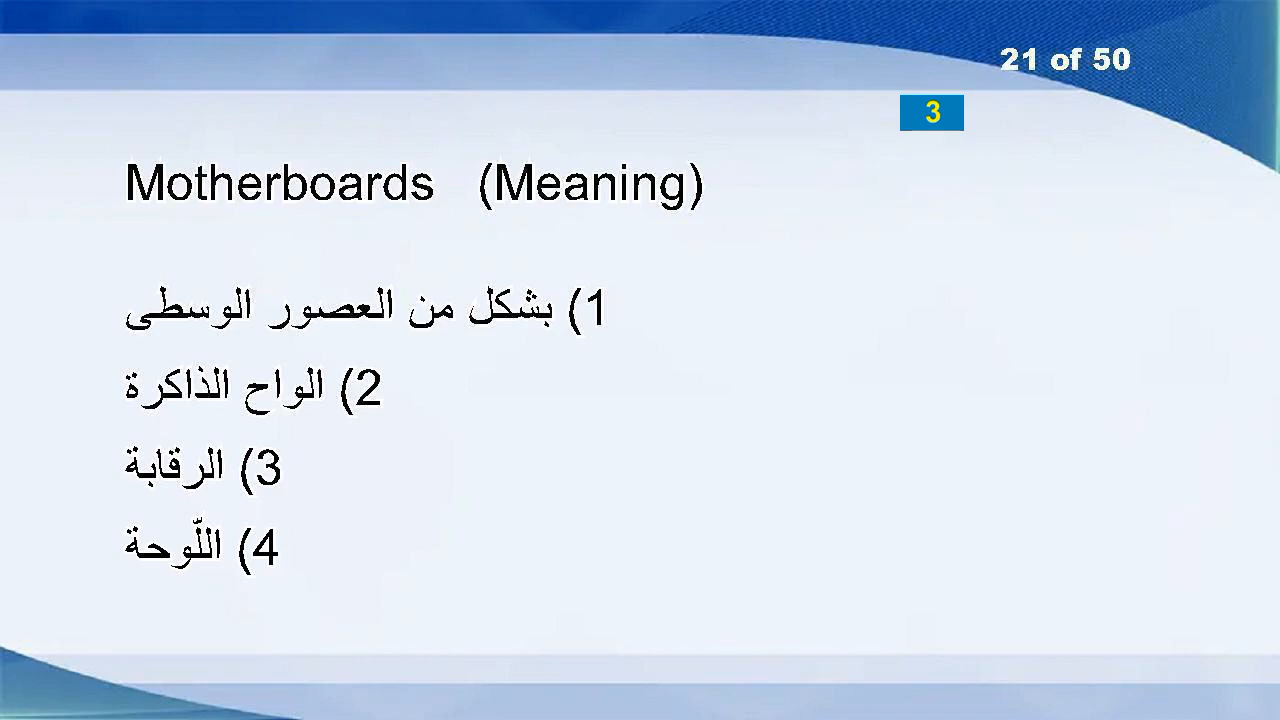 21 of 50
3
Motherboards (Meaning)
1) بشكل من العصور الوسطى
2) الواح الذاكرة
3) الرقابة
4) اللّوحة